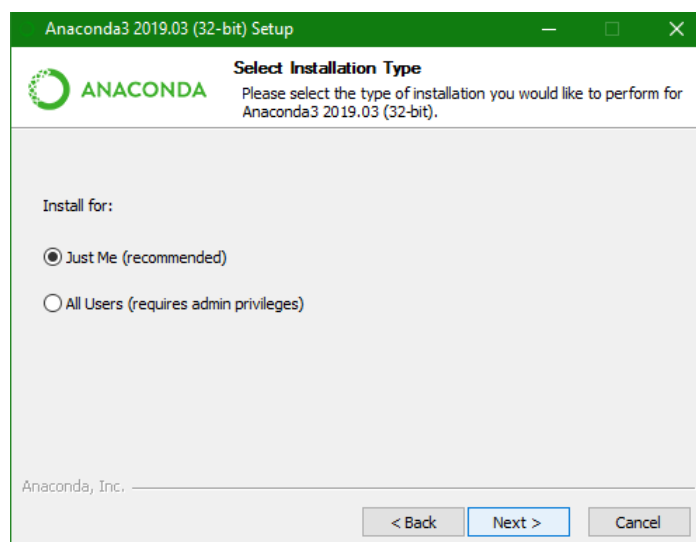 Anaconda3 2019.03 (32-bit) Setup
ANACONDA
Select Installation Type
Please select the type of installation you would like to perform for
Anaconda3 2019.03 (32-bit).
Install for:
Just Me (recommended)
All Users (requires admin privileges)
Anaconda, Inc.
< Back Next > Cancel